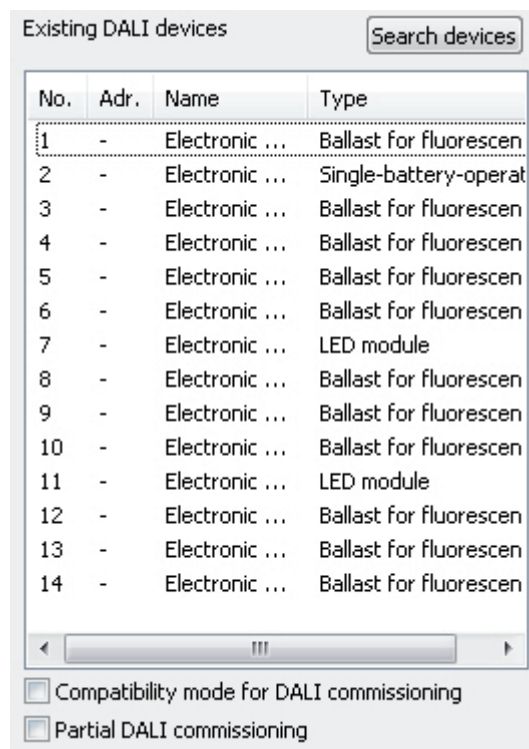 Existing DALI devices Search devices
No. Adr. Name Type
1 - Electronic ... Ballast for fluorescen
2 - Electronic ... Single-battery-operat
3 - Electronic ... Ballast for fluorescen
4 - Electronic ... Ballast for fluorescen
5 - Electronic ... Ballast for fluorescen
6 - Electronic ... Ballast for fluorescen
7 - Electronic ... LED module
8 - Electronic ... Ballast for fluorescen
9 - Electronic ... Ballast for fluorescen
10 - Electronic ... Ballast for fluorescen
11 - Electronic ... LED module
12 - Electronic ... Ballast for fluorescen
13 - Electronic ... Ballast for fluorescen
14 - Electronic ... Ballast for fluorescen
Compatibility mode for DALI commissioning
Partial DALI commissioning